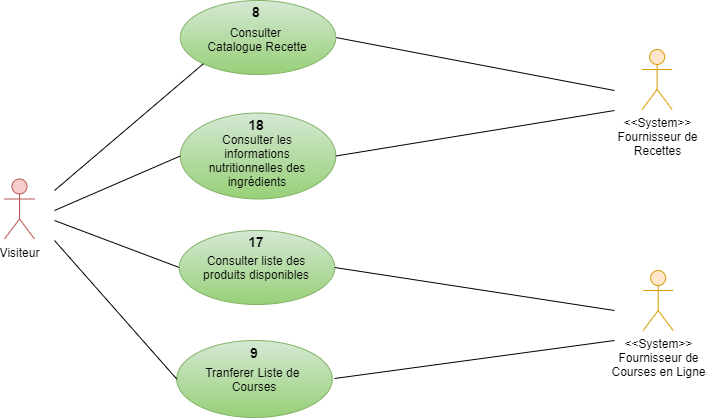 8
Consulter
Catalogue Recette
18
Consulter les
informations
nutritionnelles des
ingrédients
<<System>>
Fournisseur de
Recettes
Visiteur
17
Consulter liste des
produits disponibles
9
Tranferer Liste de
Courses
<<System>>
Fournisseur de
Courses en Ligne